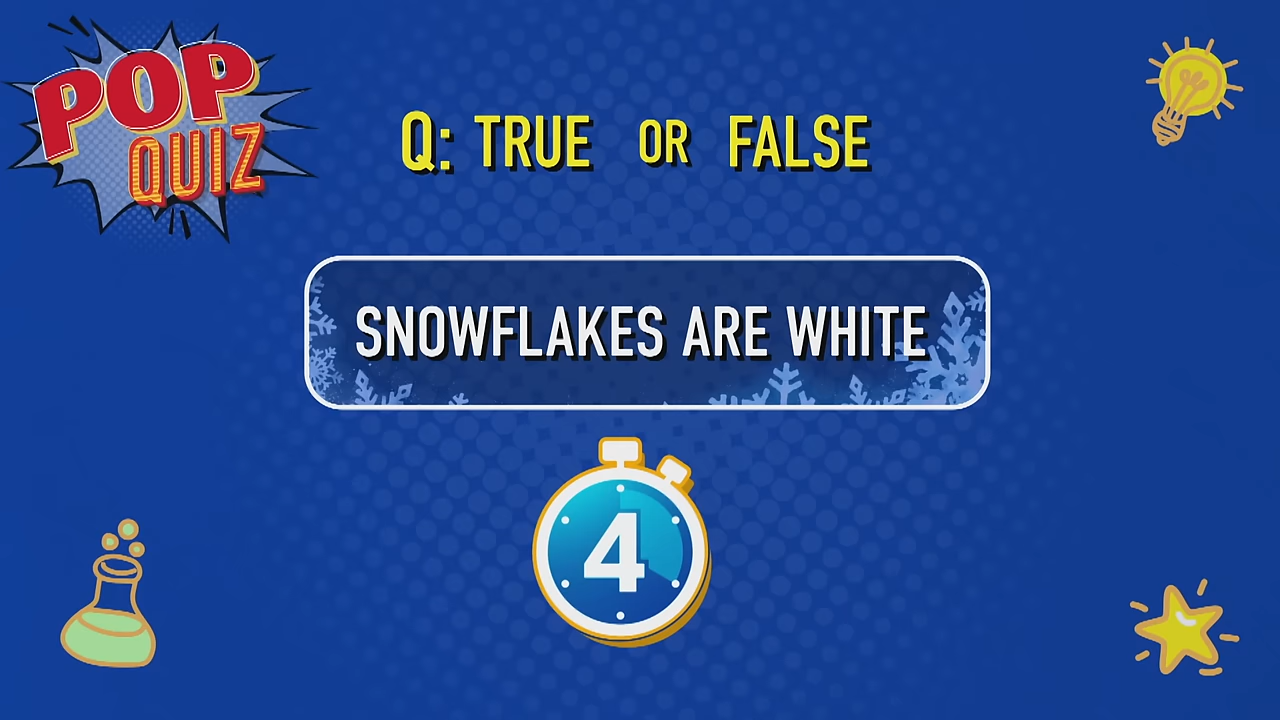 POP
QUIZ
Q: TRUE OR FALSE
SNOWFLAKES ARE WHITE
4